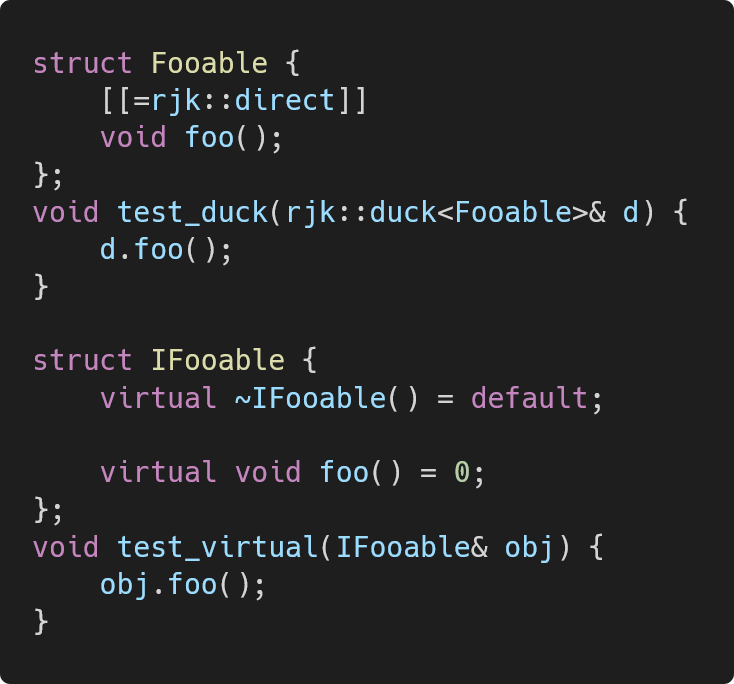 struct Fooable {
    [[=rjk::direct]]
    void foo();
};
void test_duck(rjk::duck<Fooable>& d) {
    d.foo();
}

struct IFooable {
    virtual ~IFooable() = default;

    virtual void foo() = 0;
};
void test_virtual(IFooable& obj) {
    obj.foo();
}